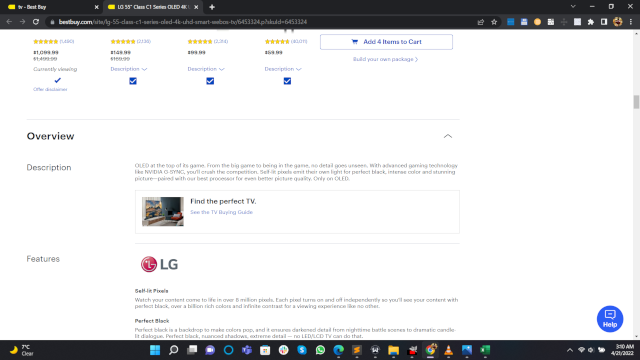 tv - Best Buy
LG 55" Class C1 Series OLED 4K U
bestbuy.com/site/lg-55-class-c1-series-oled-4k-uhd-smart-webos-tv/6453324.p?skuId=6453324
$1,099.99
$149.99
$99.99
$59.99
Add 4 Items to Cart
$1,499.99
$169.99
Currently viewing
Description
Description
Description
Build your own package
Offer disclaimer
Overview
Description
OLED at the top of its game. From the big game to being in the game, no detail goes unseen. With advanced gaming technology
like NVIDIA G-SYNC, you'll crush the competition. Self-lit pixels emit their own light for perfect black, intense color and stunning
picture—paired with our best processor for even better picture quality. Only on OLED.
Find the perfect TV.
See the TV Buying Guide
Features
LG
Self-lit Pixels
Watch your content come to life in over 8 million pixels. Each pixel turns on and off independently so you'll see your content with
perfect black, over a billion rich colors and infinite contrast for a viewing experience like no other.
Perfect Black
Perfect black is a backdrop to make colors pop, and it ensures darkened detail from nighttime battle scenes to dramatic candle-
lit dialogue. Perfect black, nuanced shadows, extreme detail — no LED/LCD TV can do that.
Help
7°C
Clear
3:10 AM
4/21/2022